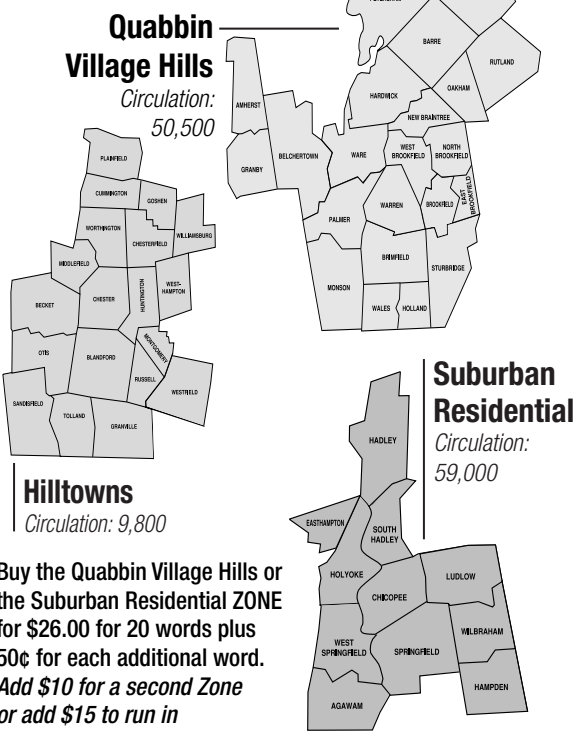 Quabbin
Village Hills
Circulation:
50,500
BARRE
RUTLAND
HARDWICK
OAKHAM
NEW BRAINTREE
AMHERST
GRANBY
BELCHERTOWN
WARE
WEST
BROOKFIELD
NORTH
BROOKFIELD
PALMER
WARREN
BROOKFIELD
EAST
BROOKFIELD
MONSON
BRIMFIELD
STURBRIDGE
WALES
HOLLAND
PLAINFIELD
CUMMINGTON
GOSHEN
WORTHINGTON
CHESTERFIELD
WILLIAMSBURG
MIDDLEFIELD
BECKET
CHESTER
HUNTINGTON
WEST-
HAMPTON
OTIS
BLANDFORD
MONTGOMERY
RUSSELL
WESTFIELD
SANDISFIELD
TOLLAND
GRANVILLE
Hilltowns
Circulation: 9,800
Suburban
Residential
Circulation:
59,000
HADLEY
EASTHAMPTON
SOUTH
HADLEY
HOLYOKE
CHICOPEE
LUDLOW
WEST
SPRINGFIELD
SPRINGFIELD
WILBRAHAM
AGAWAM
HAMPDEN
Buy the Quabbin Village Hills or
the Suburban Residential ZONE
for $26.00 for 20 words plus
50¢ for each additional word.
Add $10 for a second Zone
or add $15 to run in